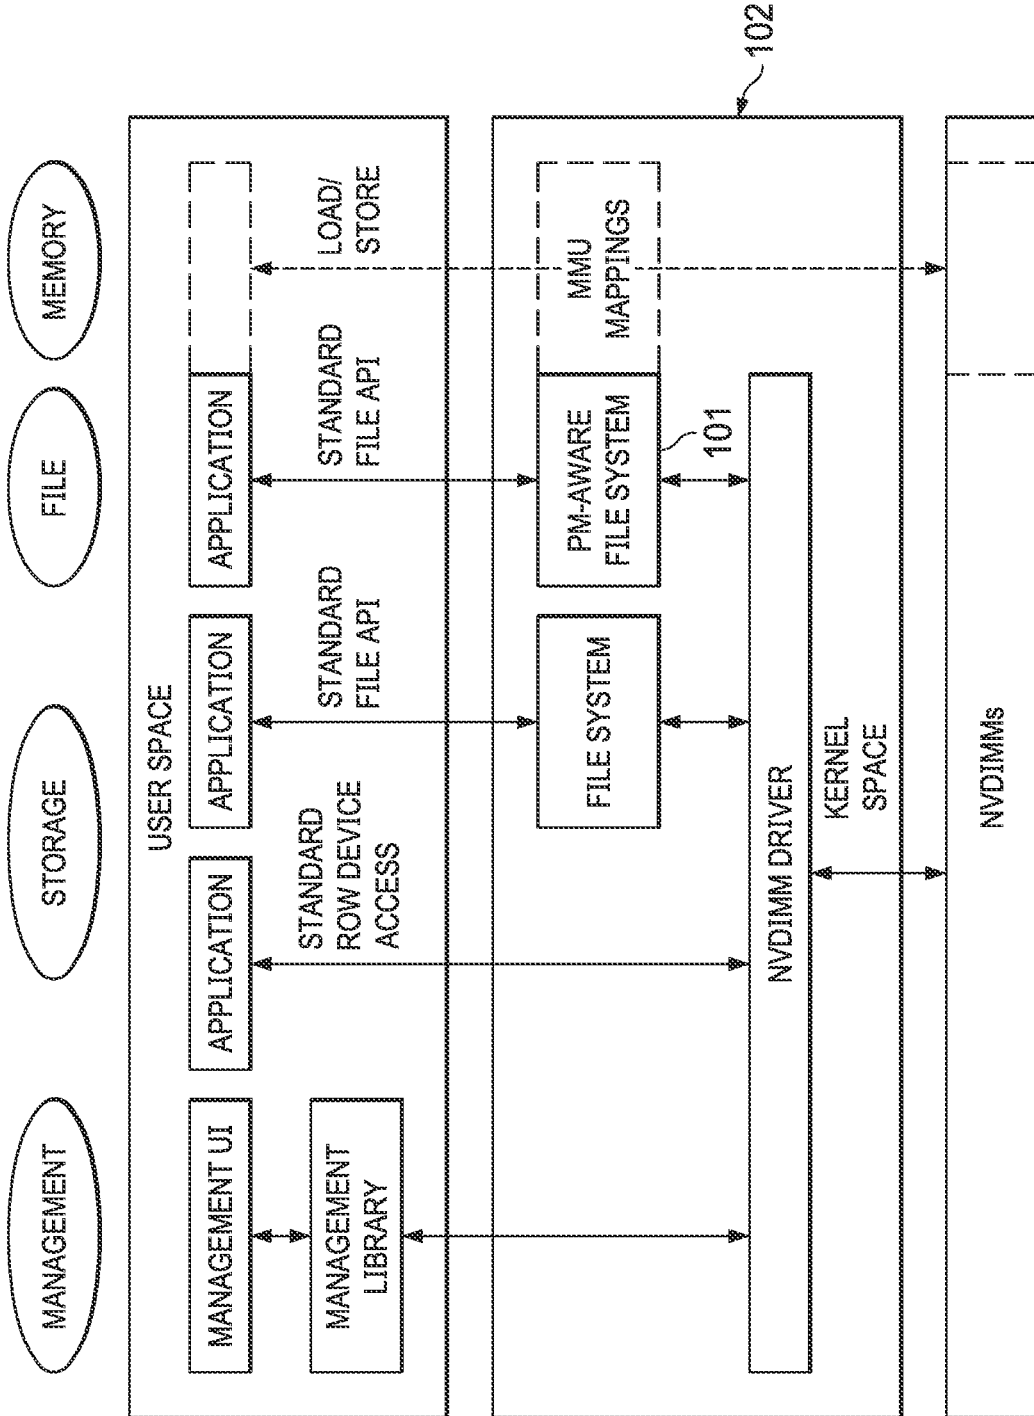 MANAGEMENT
STORAGE
FILE
MEMORY
USER SPACE
MANAGEMENT UI
APPLICATION
APPLICATION
APPLICATION
MANAGEMENT
LIBRARY
STANDARD
ROW DEVICE
ACCESS
STANDARD
FILE API
STANDARD
FILE API
LOAD/
STORE
FILE SYSTEM
PM-AWARE
FILE SYSTEM
MMU
MAPPINGS
101
NVDIMM DRIVER
KERNEL
SPACE
102
NVDIMMs